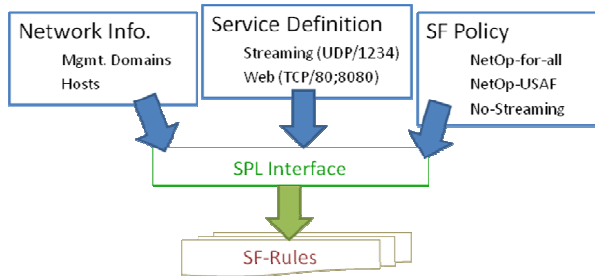 Network Info.
Mgmt. Domains
Hosts
Service Definition
Streaming (UDP/1234)
Web (TCP/80;8080)
SF Policy
NetOp-for-all
NetOp-USAF
No-Streaming
SPL Interface
SF-Rules